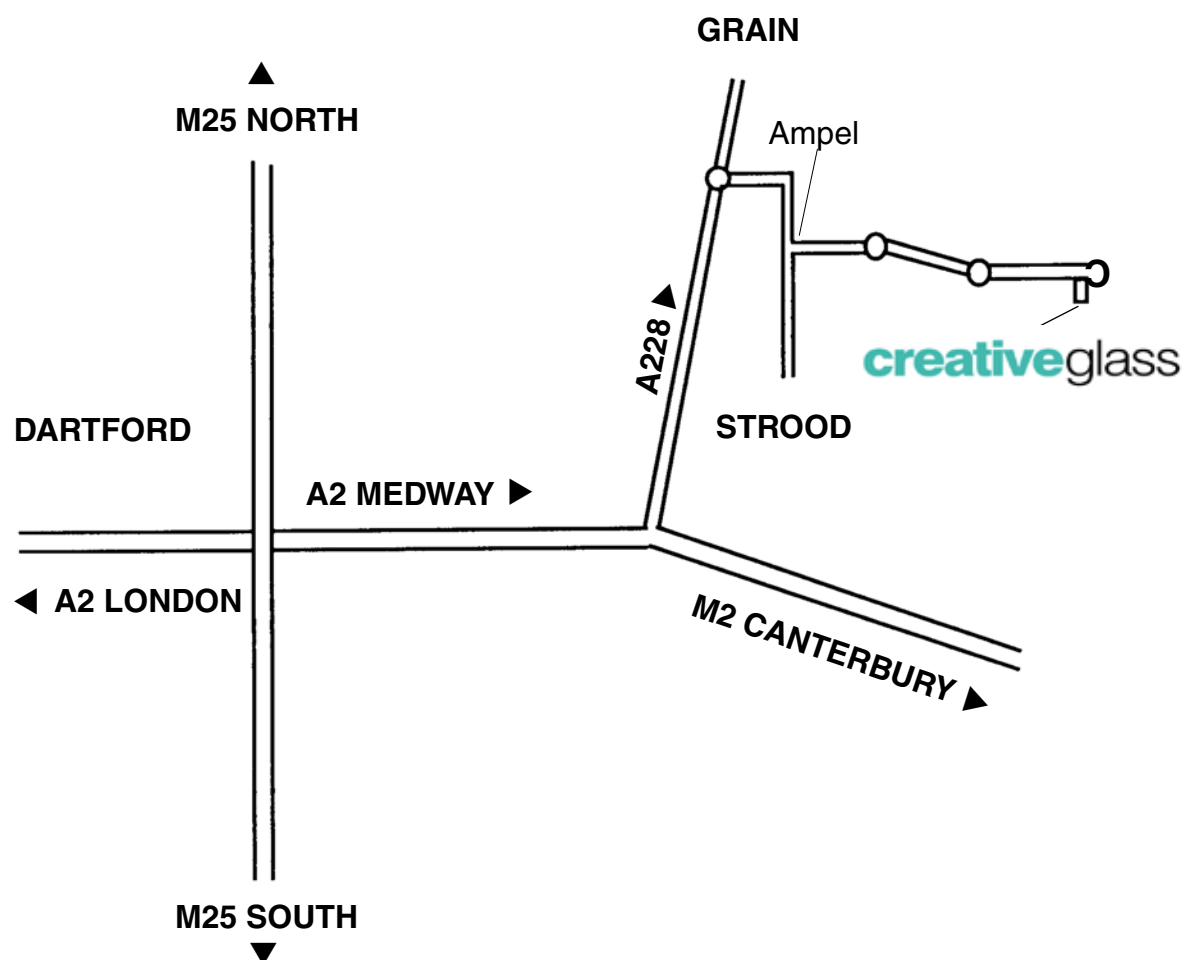 GRAIN
M25 NORTH
Ampel
A228
creativeglass
DARTFORD
STROOD
A2 MEDWAY
A2 LONDON
M2 CANTERBURY
M25 SOUTH